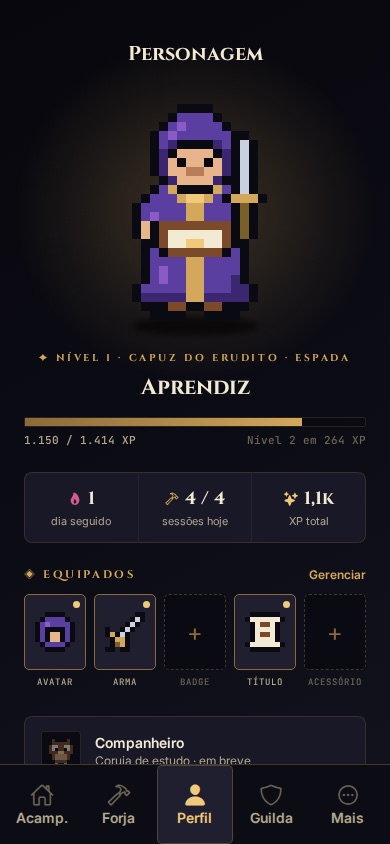 Personagem
✦ NÍVEL 1 · CAPUZ DO ERUDITO · ESPADA
Aprendiz
1.150 / 1.414 XP
Nível 2 em 264 XP
1
4 / 4
1,1K
dia seguido
sessões hoje
XP total
EQUIPADOS
Gerenciar
+
+
AVATAR
ARMA
BADGE
TÍTULO
ACESSÓRIO
Companheiro
Coruja de estudo · em breve
Acamp.
Forja
Perfil
Guilda
Mais